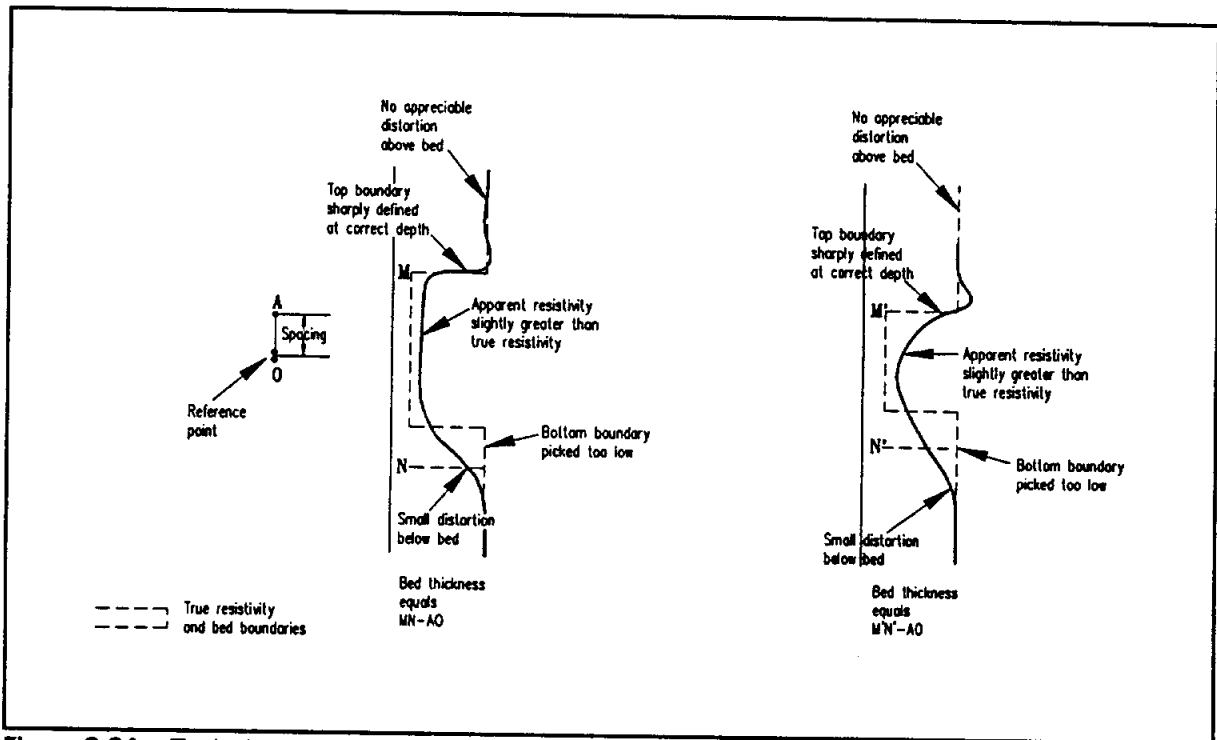 No appreciable
distortion
above bed
Top boundary
sharply defined
at correct depth
M
Apparent resistivity
slightly greater than
true resistivity
A
Spacing
O
Reference
point
Bottom boundary
picked too low
N
Small distortion
below bed
Bed thickness
equals
MN-AO
True resistivity
and bed boundaries
No appreciable
distortion
above bed
Top boundary
sharply defined
at correct depth
M'
Apparent resistivity
slightly greater than
true resistivity
N'
Bottom boundary
picked too low
Small distortion
below bed
Bed thickness
equals
M'N'-AO